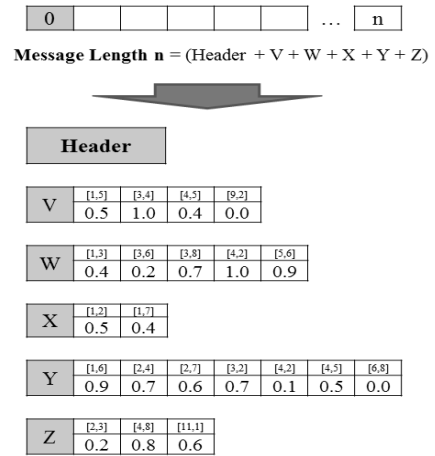 0 ... n
Message Length n = (Header + V + W + X + Y + Z)
Header
[1,5] [3,4] [4,5] [9,2]
V 0.5 1.0 0.4 0.0
[1,3] [3,6] [3,8] [4,2] [5,6]
W 0.4 0.2 0.7 1.0 0.9
[1,2] [1,7]
X 0.5 0.4
[1,6] [2,4] [2,7] [3,2] [4,2] [4,5] [6,8]
Y 0.9 0.7 0.6 0.7 0.1 0.5 0.0
[2,3] [4,8] [11,1]
Z 0.2 0.8 0.6